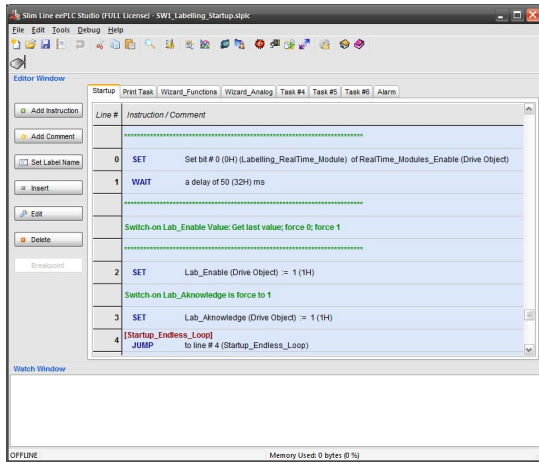 Slim Line eePLC Studio (FULL License) - SW1_Labelling_Startup.slplc
File Edit Tools Debug Help
Editor Window
Startup Print Task Wizard_Functions Wizard_Analog Task #4 Task #5 Task #6 Alarm
Add Instruction
Add Comment
Set Label Name
Insert
Edit
Delete
Breakpoint
Line # Instruction / Comment
0 SET Set bit # 0 (0H) (Labelling_RealTime_Module) of RealTime_Modules_Enable (Drive Object)
1 WAIT a delay of 50 (32H) ms
Switch-on Lab_Enable Value: Get last value; force 0; force 1
2 SET Lab_Enable (Drive Object) := 1 (1H)
Switch-on Lab_Aknowledge is force to 1
3 SET Lab_Aknowledge (Drive Object) := 1 (1H)
[Startup_Endless_Loop]
4 JUMP to line # 4 (Startup_Endless_Loop)
Watch Window
OFFLINE Memory Used: 0 bytes (0 %)